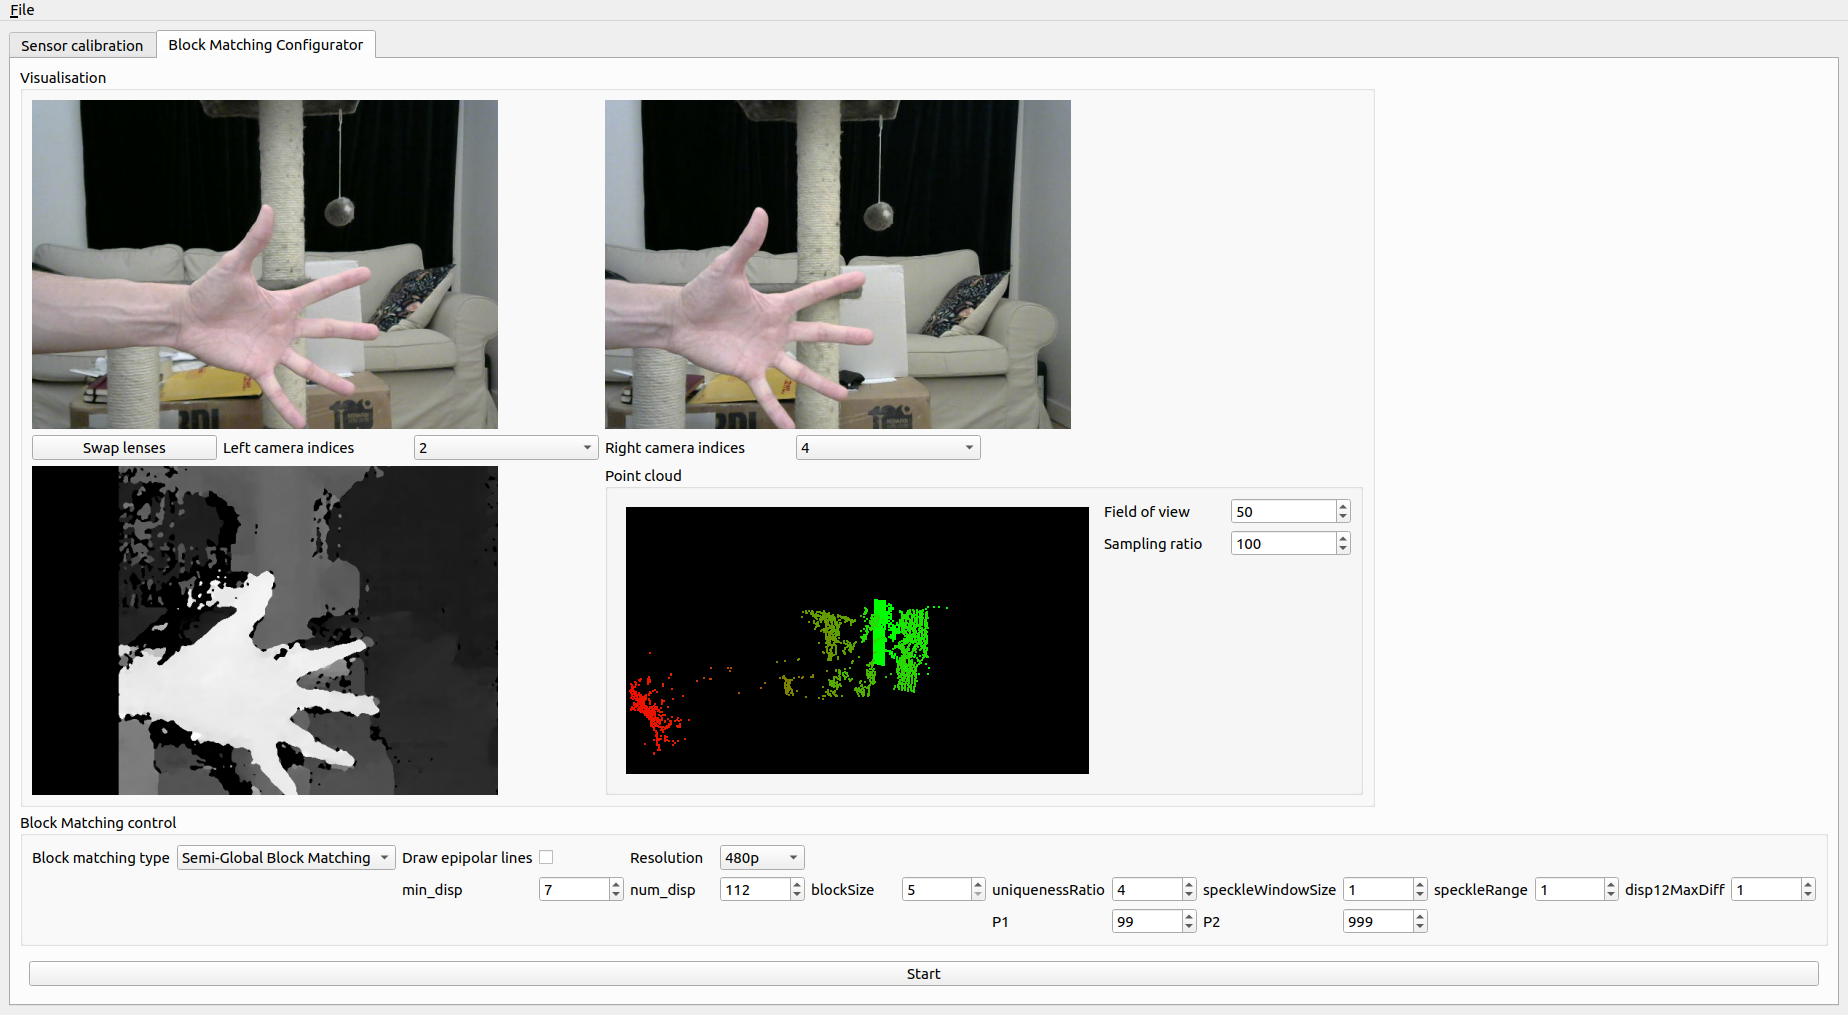 File
Sensor calibration Block Matching Configurator
Visualisation
Swap lenses Left camera indices 2 Right camera indices 4
Point cloud
Field of view 50
Sampling ratio 100
Block Matching control
Block matching type Semi-Global Block Matching Draw epipolar lines Resolution 480p
min_disp 7 num_disp 112 blockSize 5 uniquenessRatio 4 speckleWindowSize 1 speckleRange 1 disp12MaxDiff 1
P1 99 P2 999
Start